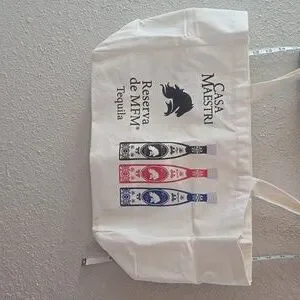 CASA
MAESTRI
Reserva
de MFM®
Tequila